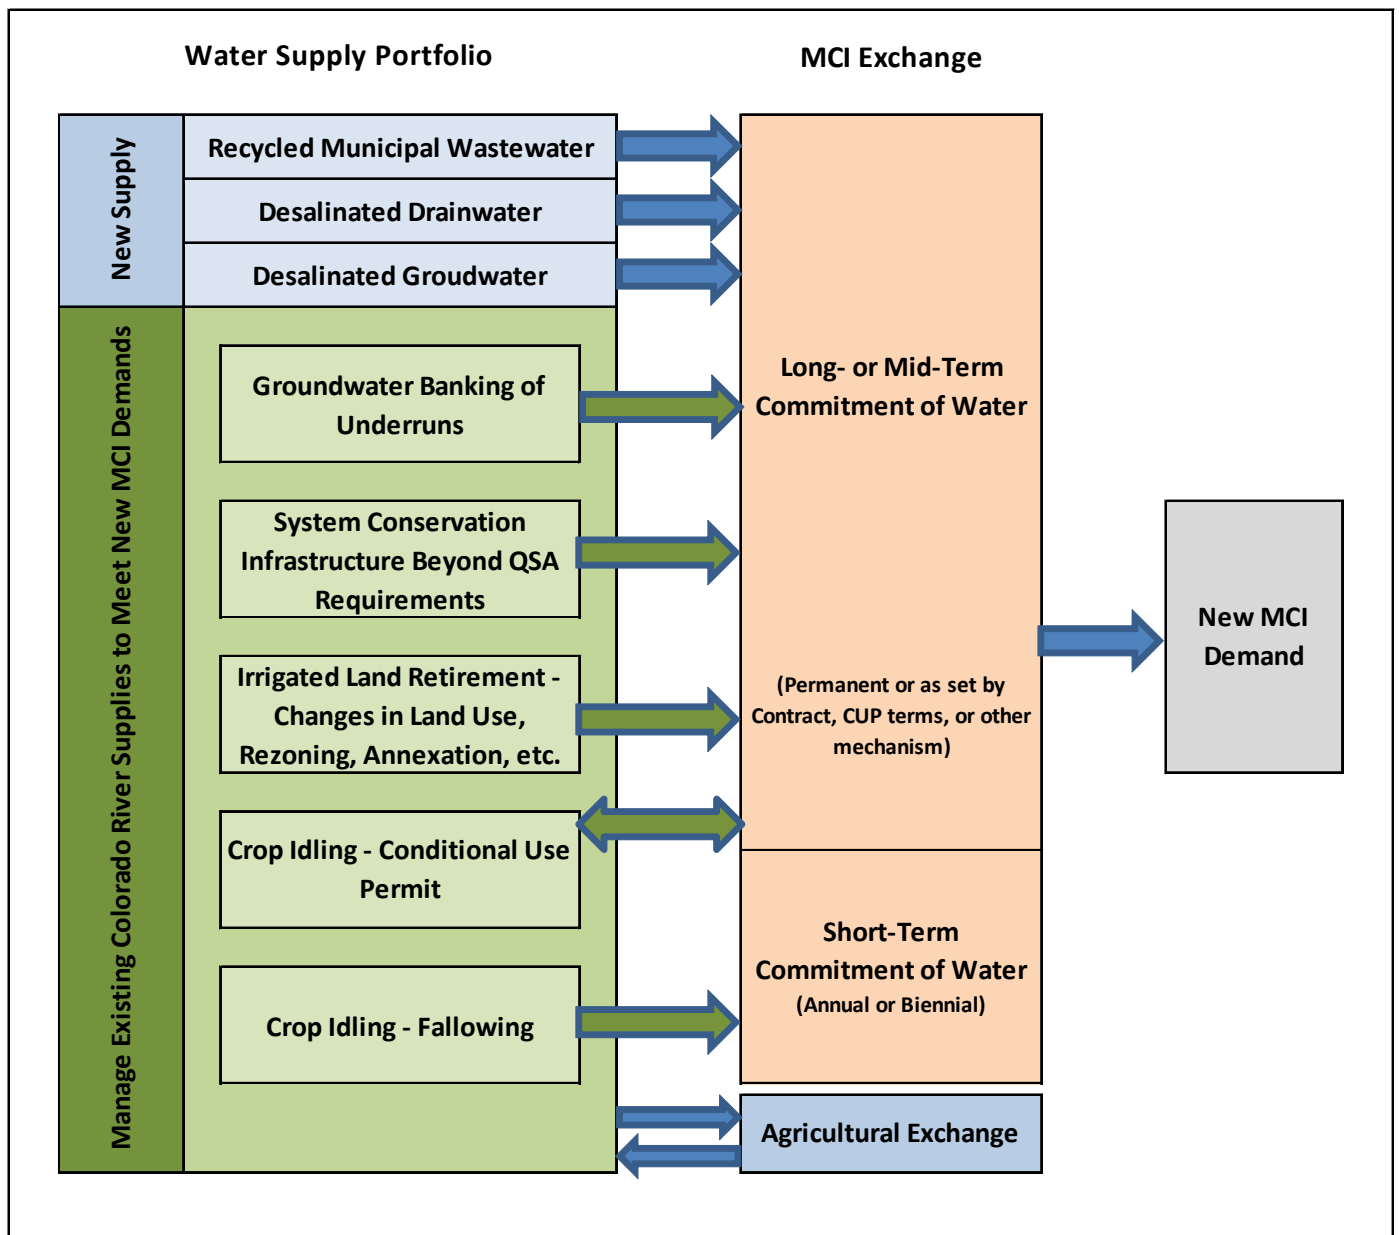 Water Supply Portfolio
MCI Exchange
New Supply
Recycled Municipal Wastewater
Desalinated Drainwater
Desalinated Groudwater
Manage Existing Colorado River Supplies to Meet New MCI Demands
Groundwater Banking of
Underruns
System Conservation
Infrastructure Beyond QSA
Requirements
Irrigated Land Retirement -
Changes in Land Use,
Rezoning, Annexation, etc.
Crop Idling - Conditional Use
Permit
Crop Idling - Fallowing
Long- or Mid-Term
Commitment of Water
(Permanent or as set by
Contract, CUP terms, or other
mechanism)
Short-Term
Commitment of Water
(Annual or Biennial)
Agricultural Exchange
New MCI
Demand